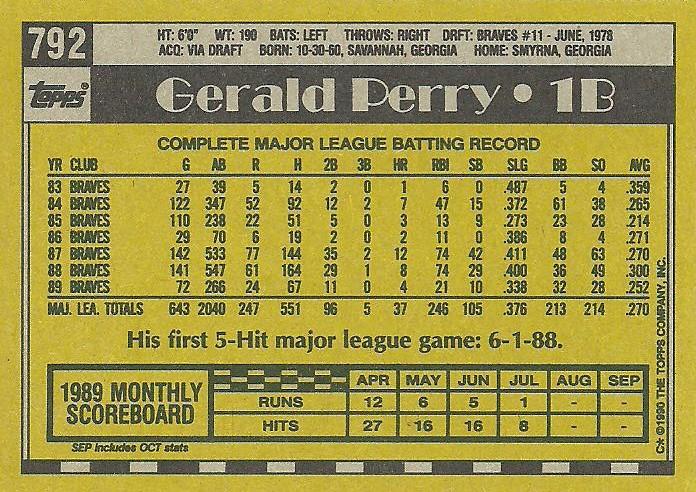 792
HT: 6'0" WT: 190 BATS: LEFT THROWS: RIGHT DRFT: BRAVES #11 - JUNE, 1978
ACQ: VIA DRAFT BORN: 10-30-60, SAVANNAH, GEORGIA HOME: SMYRNA, GEORGIA
Topps®
Gerald Perry • 1B
COMPLETE MAJOR LEAGUE BATTING RECORD
YR CLUB G AB R H 2B 3B HR RBI SB SLG BB SO AVG
83 BRAVES 27 39 5 14 2 0 1 6 0 .487 5 4 .359
84 BRAVES 122 347 52 92 12 2 7 47 15 .372 61 38 .265
85 BRAVES 110 238 22 51 5 0 3 13 9 .273 23 28 .214
86 BRAVES 29 70 6 19 2 0 2 11 0 .386 8 4 .271
87 BRAVES 142 533 77 144 35 2 12 74 42 .411 48 63 .270
88 BRAVES 141 547 61 164 29 1 8 74 29 .400 36 49 .300
89 BRAVES 72 266 24 67 11 0 4 21 10 .338 32 28 .252
MAJ. LEA. TOTALS 643 2040 247 551 96 5 37 246 105 .376 213 214 .270
His first 5-Hit major league game: 6-1-88.
1989 MONTHLY
SCOREBOARD
APR MAY JUN JUL AUG SEP
RUNS 12 6 5 1 - -
HITS 27 16 16 8 - -
SEP includes OCT stats
C* ©1990 THE TOPPS COMPANY, INC.